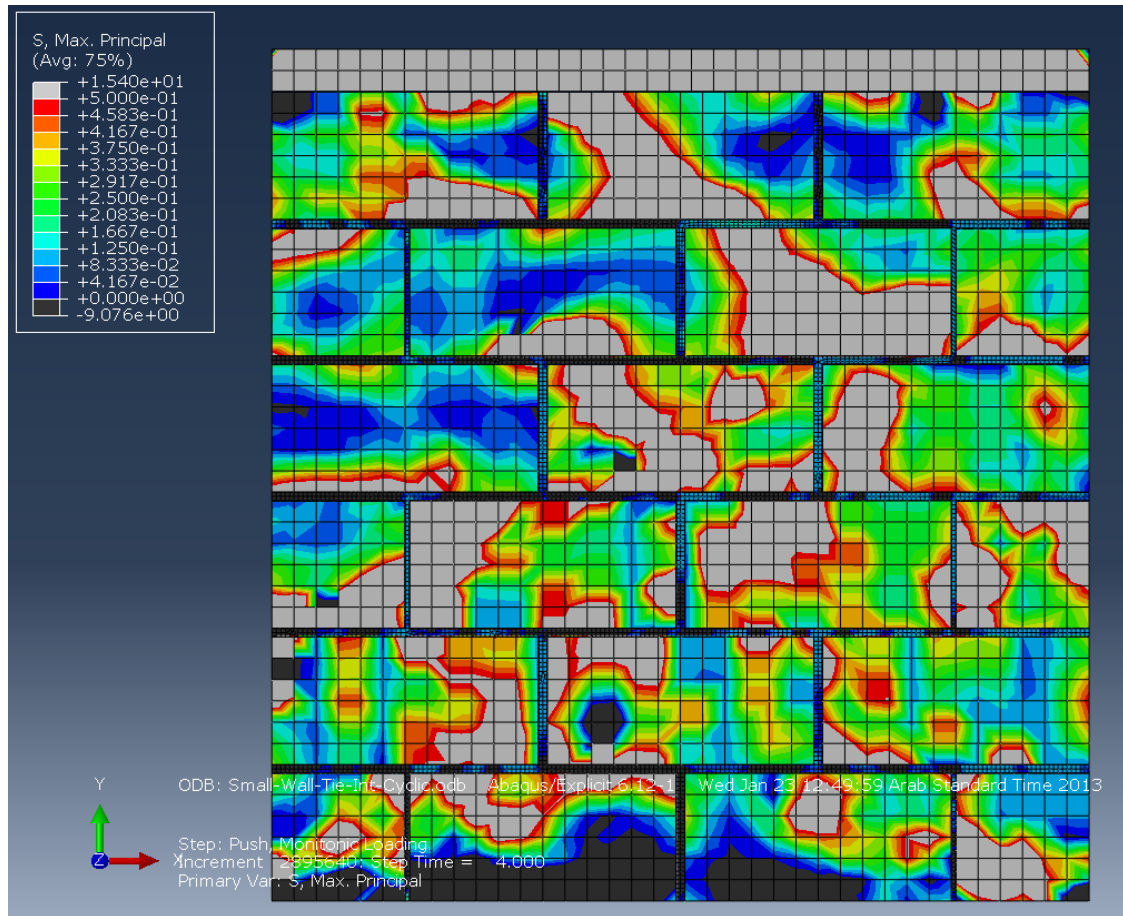 S, Max. Principal
(Avg: 75%)
+1.540e+01
+5.000e-01
+4.583e-01
+4.167e-01
+3.750e-01
+3.333e-01
+2.917e-01
+2.500e-01
+2.083e-01
+1.667e-01
+1.250e-01
+8.333e-02
+4.167e-02
+0.000e+00
-9.076e+00
Y
Z
X
ODB: Small-Wall-Tie-Int-Cyclic.odb Abaqus/Explicit 6.12-1 Wed Jan 23 12:49:59 Arab Standard Time 2013
Step: Push, Monitonic Loading
Increment 2895640: Step Time = 4.000
Primary Var: S, Max. Principal